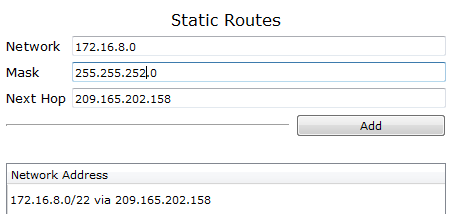 Static Routes
Network 172.16.8.0
Mask 255.255.252.0
Next Hop 209.165.202.158
Add
Network Address
172.16.8.0/22 via 209.165.202.158